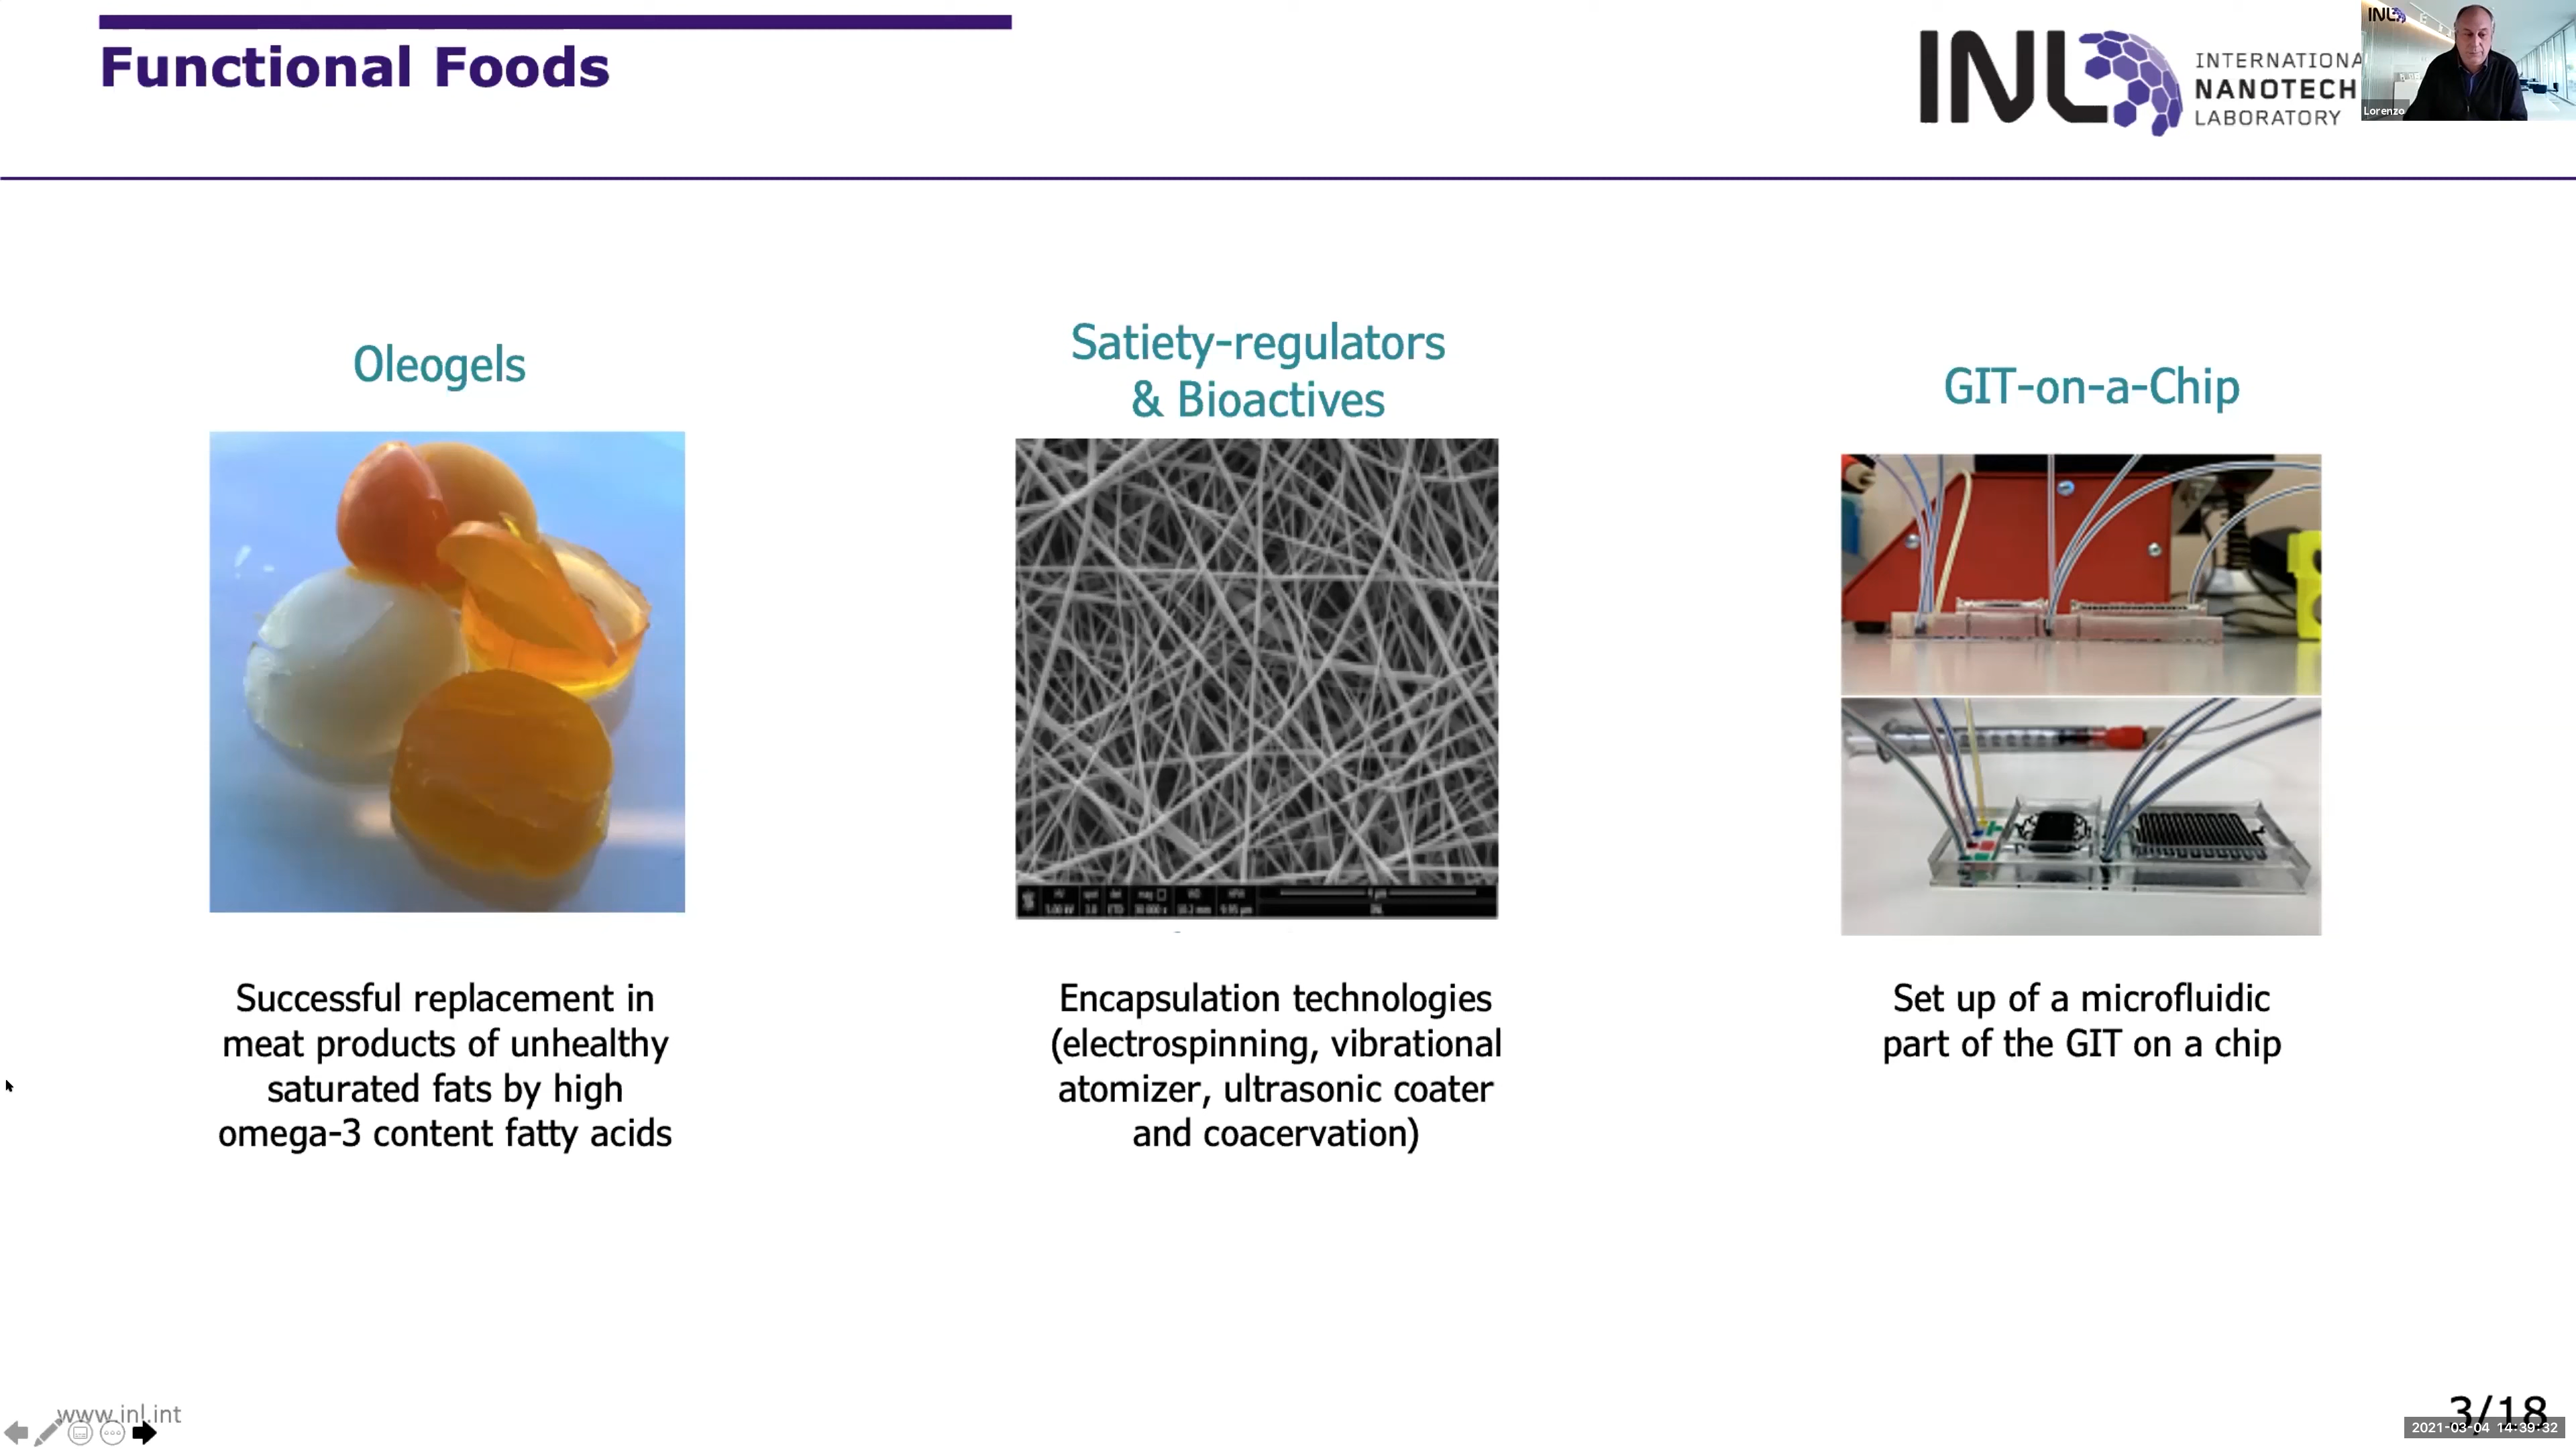 Functional Foods
INL
INTERNATIONA
NANOTECH
LABORATORY
INL
Lorenzo
Oleogels
Satiety-regulators
& Bioactives
GIT-on-a-Chip
Successful replacement in
meat products of unhealthy
saturated fats by high
omega-3 content fatty acids
Encapsulation technologies
(electrospinning, vibrational
atomizer, ultrasonic coater
and coacervation)
Set up of a microfluidic
part of the GIT on a chip
www.inl.int
3/18
2021-03-04 14:39:32